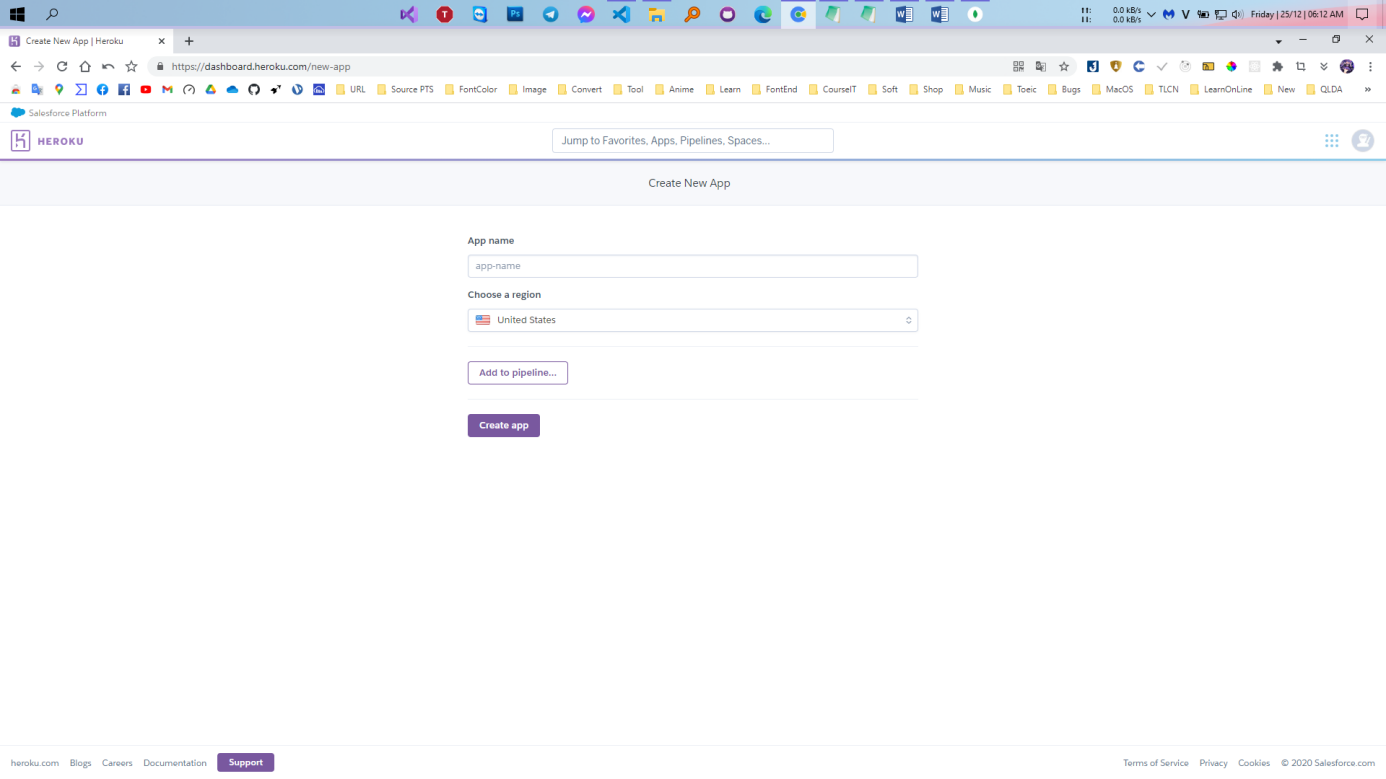 11: 0.0 kB/s
11: 0.0 kB/s
Friday | 25/12 | 06:12 AM
Create New App | Heroku
https://dashboard.heroku.com/new-app
URL Source PTS FontColor Image Convert Tool Anime Learn FontEnd CourseIT Soft Shop Music Toeic Bugs MacOS TLCN LearnOnLine New QLDA »
Salesforce Platform
HEROKU
Jump to Favorites, Apps, Pipelines, Spaces...
Create New App
App name
app-name
Choose a region
United States
Add to pipeline...
Create app
heroku.com Blogs Careers Documentation Support Terms of Service Privacy Cookies © 2020 Salesforce.com